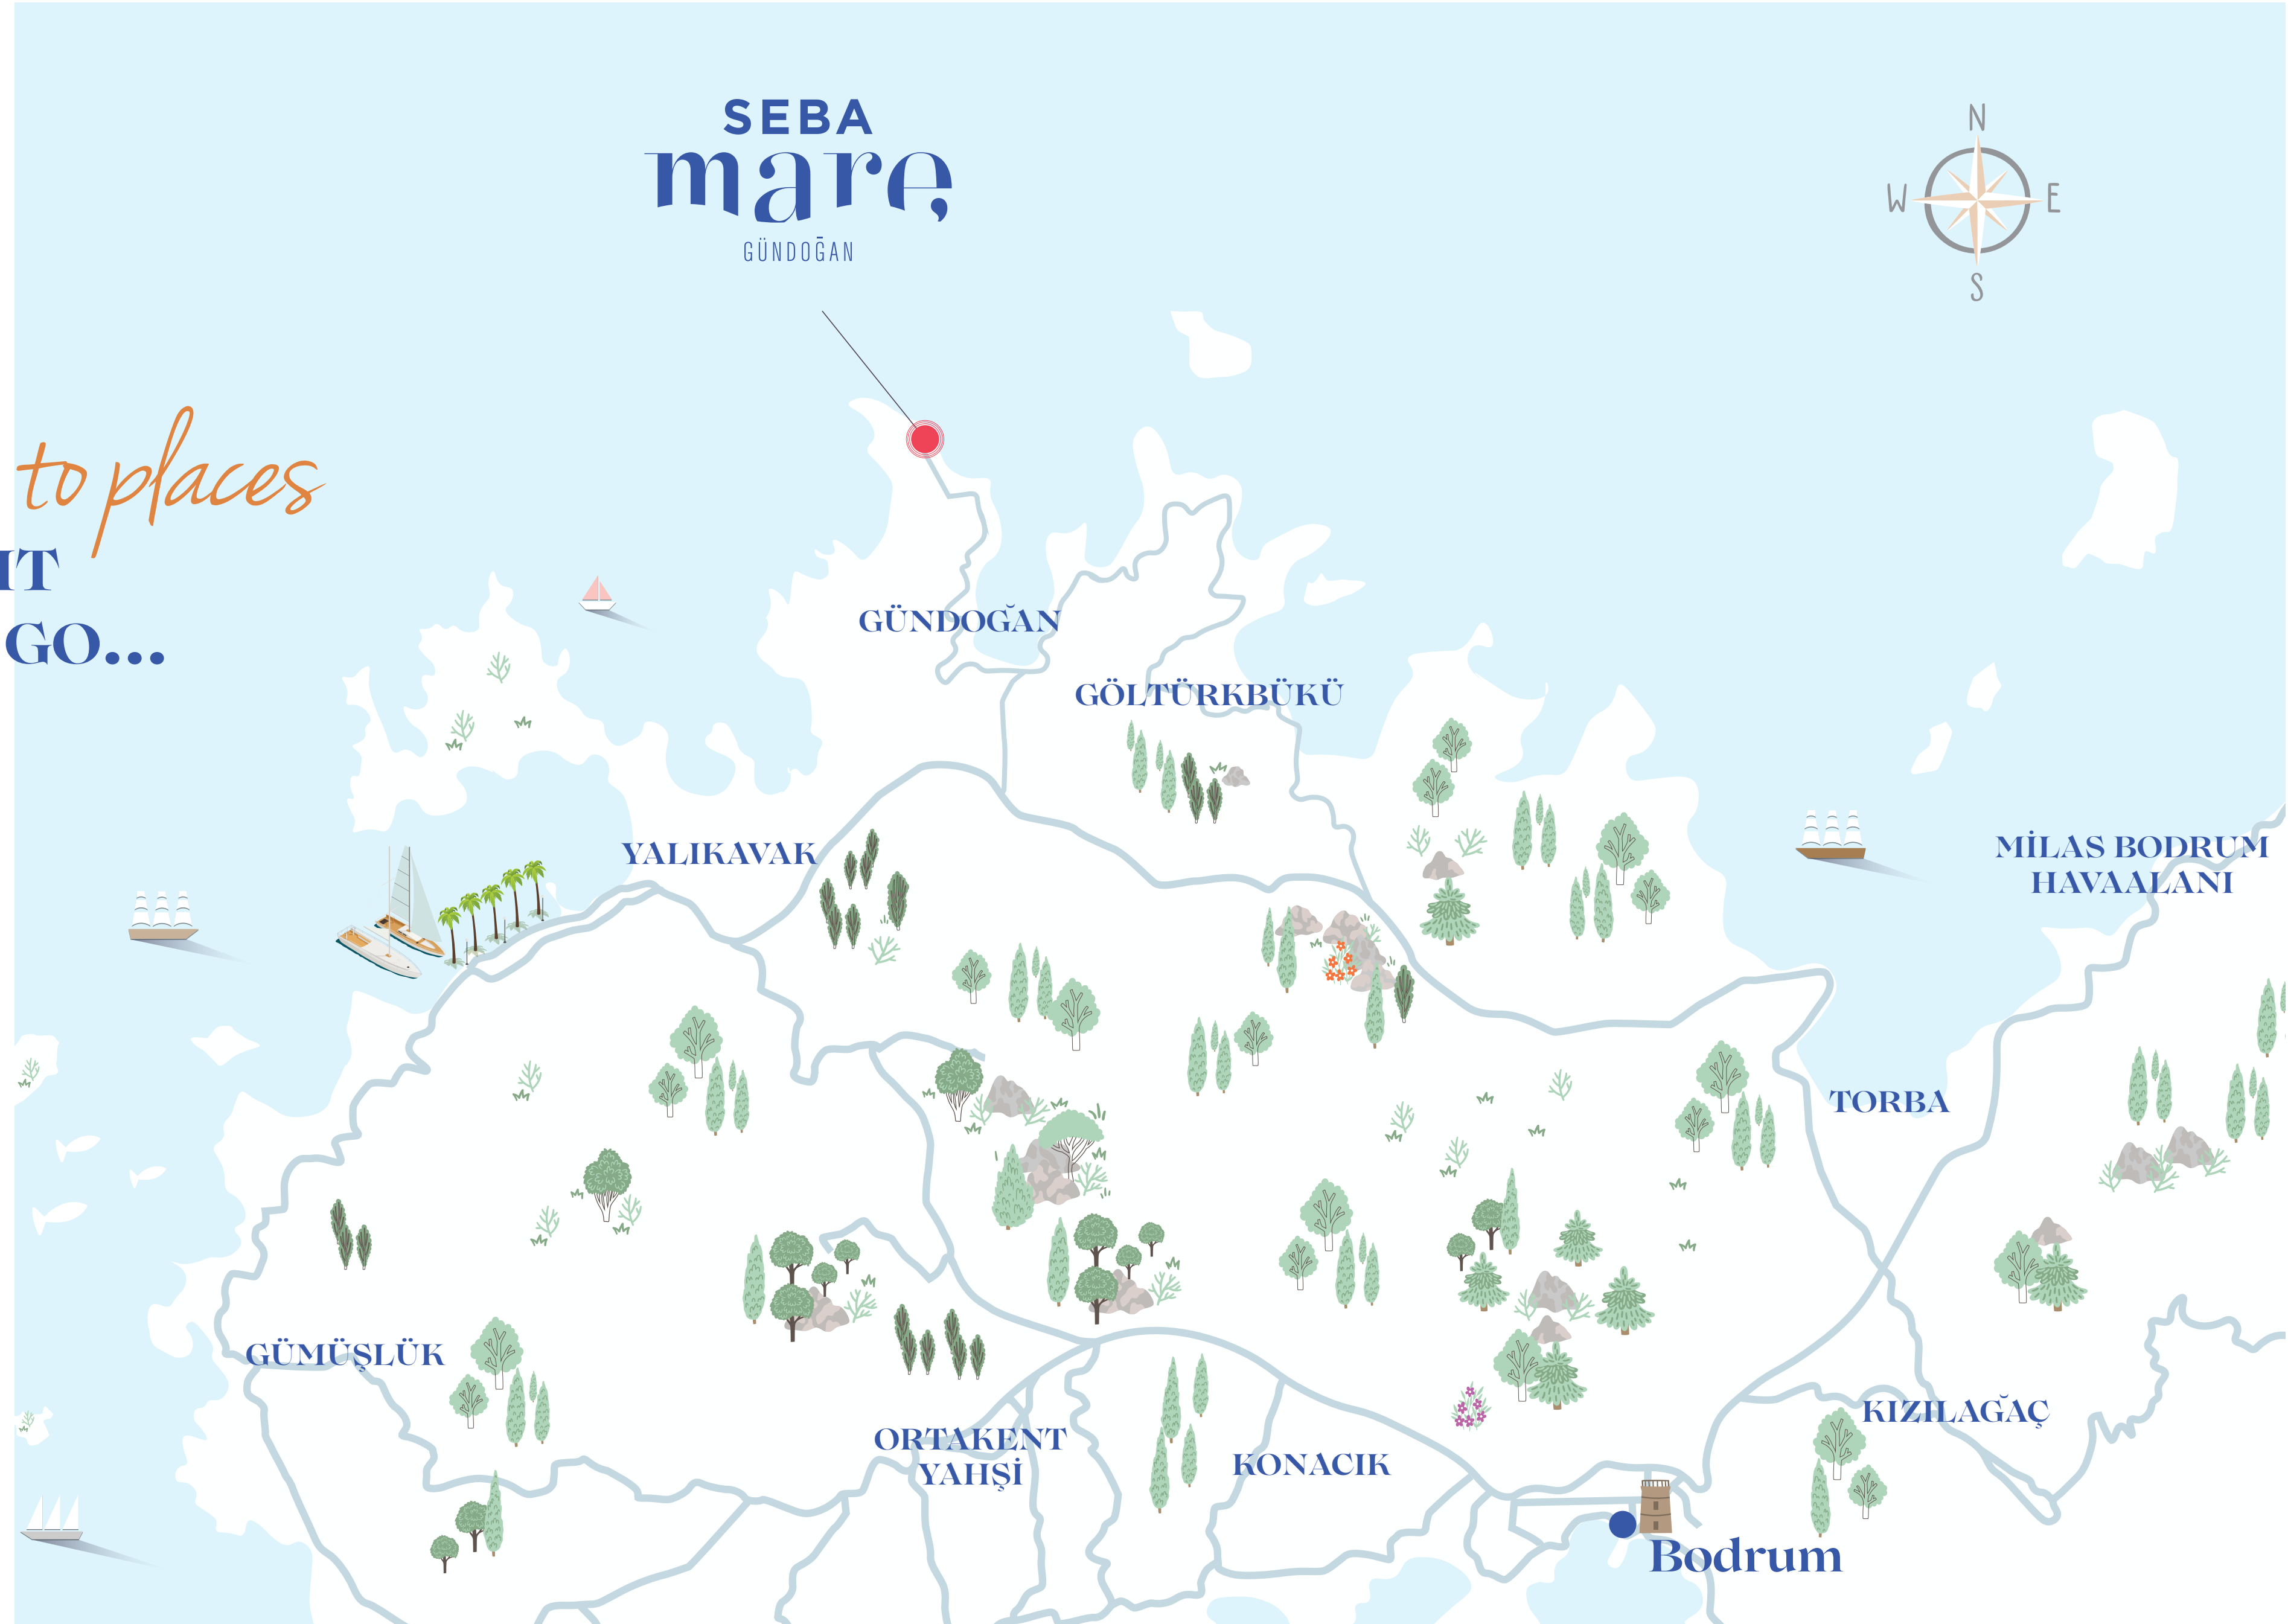 SEBA
mare
GÜNDOĞAN
N
W E
S
to places
IT
GO...
GÜNDOĞAN
GÖLTÜRKBÜKÜ
YALIKAVAK
MİLAS BODRUM
HAVAALANI
TORBA
GÜMÜŞLÜK
KIZILAĞAÇ
ORTAKENT
YAHŞİ
KONACIK
Bodrum